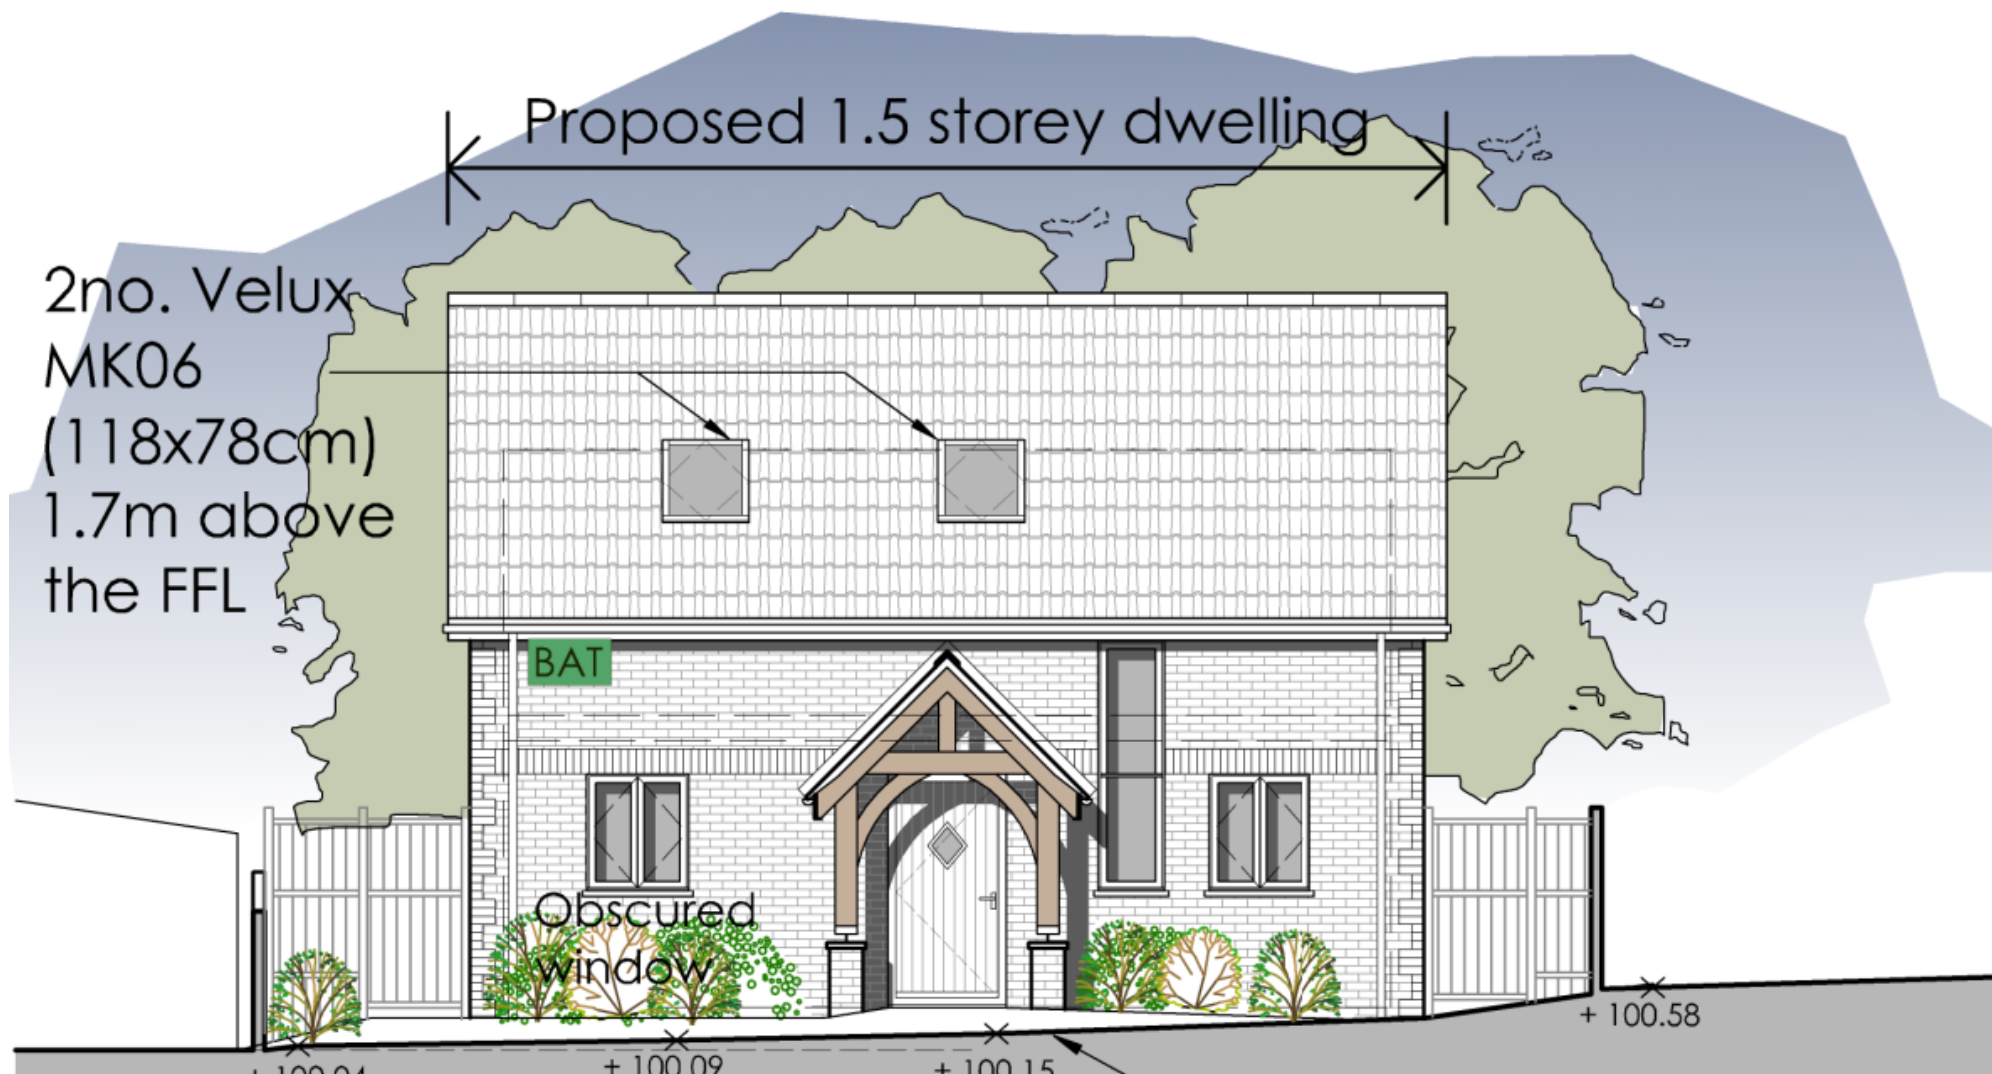 Proposed 1.5 storey dwelling
2no. Velux
MK06
(118x78cm)
1.7m above
the FFL
BAT
Obscured
window
+ 100.58
+ 100.09
+ 100.15